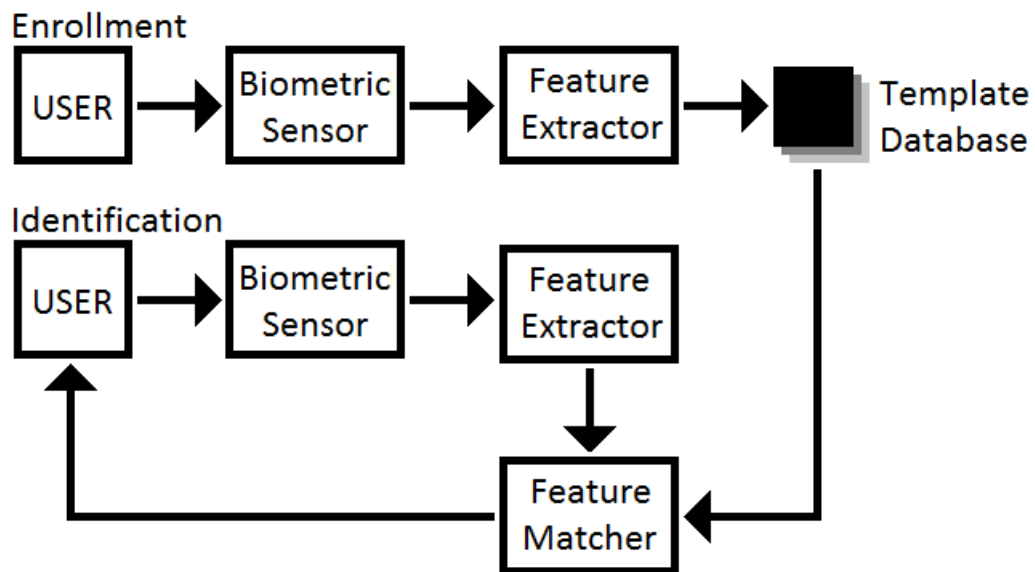 Enrollment
USER
Biometric
Sensor
Feature
Extractor
Template
Database
Identification
USER
Biometric
Sensor
Feature
Extractor
Feature
Matcher